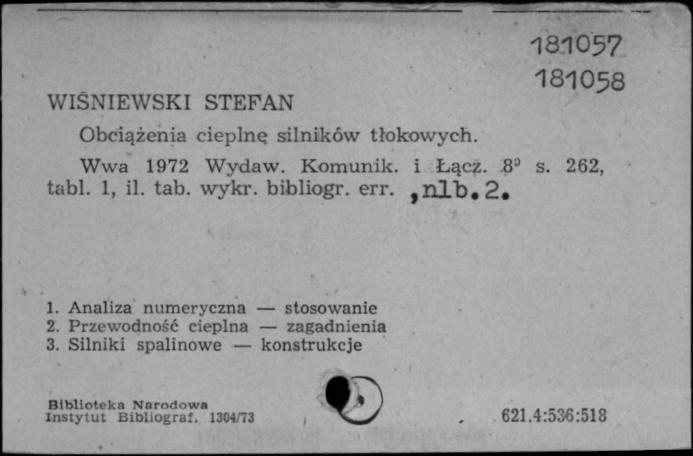 181057
181058
WIŚNIEWSKI STEFAN
Obciążenia cieplnę silników tłokowych.
Wwa 1972 Wydaw. Komunik. i Łącz. 8° s. 262,
tabl. 1, il. tab. wykr. bibliogr. err. ,nlb.2.
1. Analiza numeryczna — stosowanie
2. Przewodność cieplna — zagadnienia
3. Silniki spalinowe — konstrukcje
Biblioteka Narodowa
Instytut Bibliograf. 1304/73
621.4:536:518